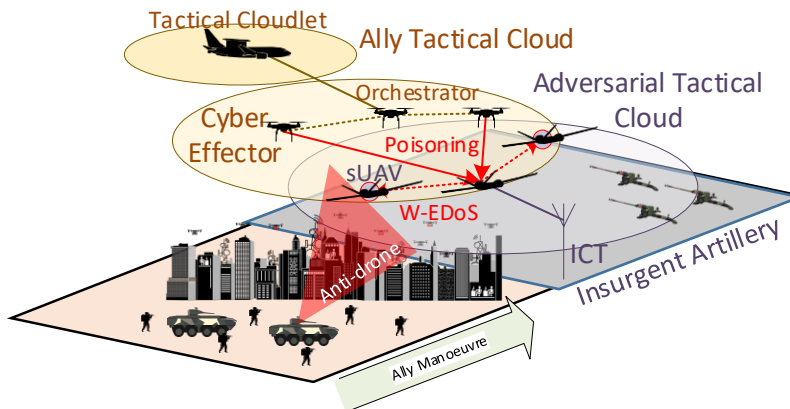 Tactical Cloudlet
Ally Tactical Cloud
Orchestrator
Adversarial Tactical
Cloud
Cyber
Effector
Poisoning
sUAV
W-EDoS
ICT
Insurgent Artillery
Anti-drone
Ally Manoeuvre